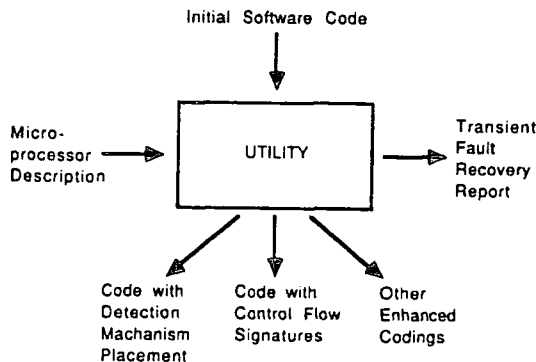 Initial Software Code
Micro-
processor
Description
UTILITY
Transient
Fault
Recovery
Report
Code with
Detection
Machanism
Placement
Code with
Control Flow
Signatures
Other
Enhanced
Codings